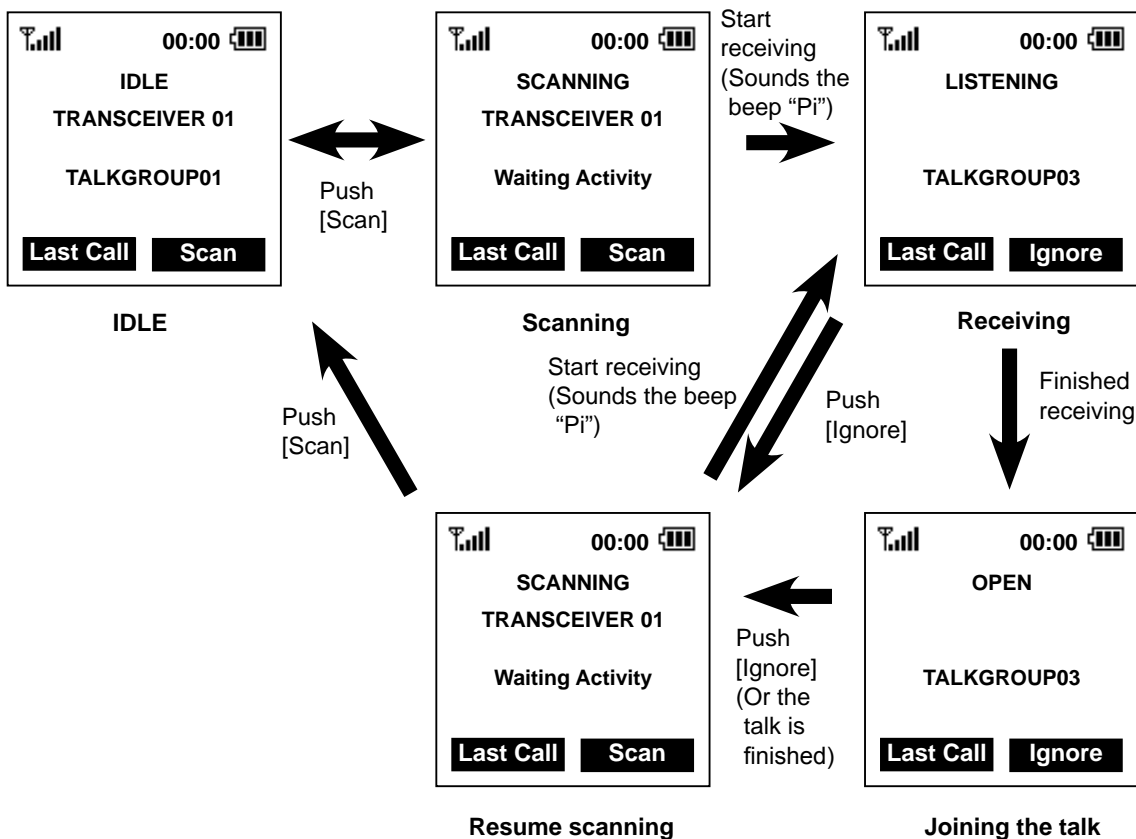 00:00
IDLE
TRANSCEIVER 01
TALKGROUP01
Last Call Scan
IDLE
Push
[Scan]
00:00
SCANNING
TRANSCEIVER 01
Waiting Activity
Last Call Scan
Scanning
Start
receiving
(Sounds the
beep “Pi”)
00:00
LISTENING
TALKGROUP03
Last Call Ignore
Receiving
Push
[Scan]
Start receiving
(Sounds the beep
“Pi”)
Push
[Ignore]
Finished
receiving
00:00
SCANNING
TRANSCEIVER 01
Waiting Activity
Last Call Scan
Resume scanning
Push
[Ignore]
(Or the
talk is
finished)
00:00
OPEN
TALKGROUP03
Last Call Ignore
Joining the talk